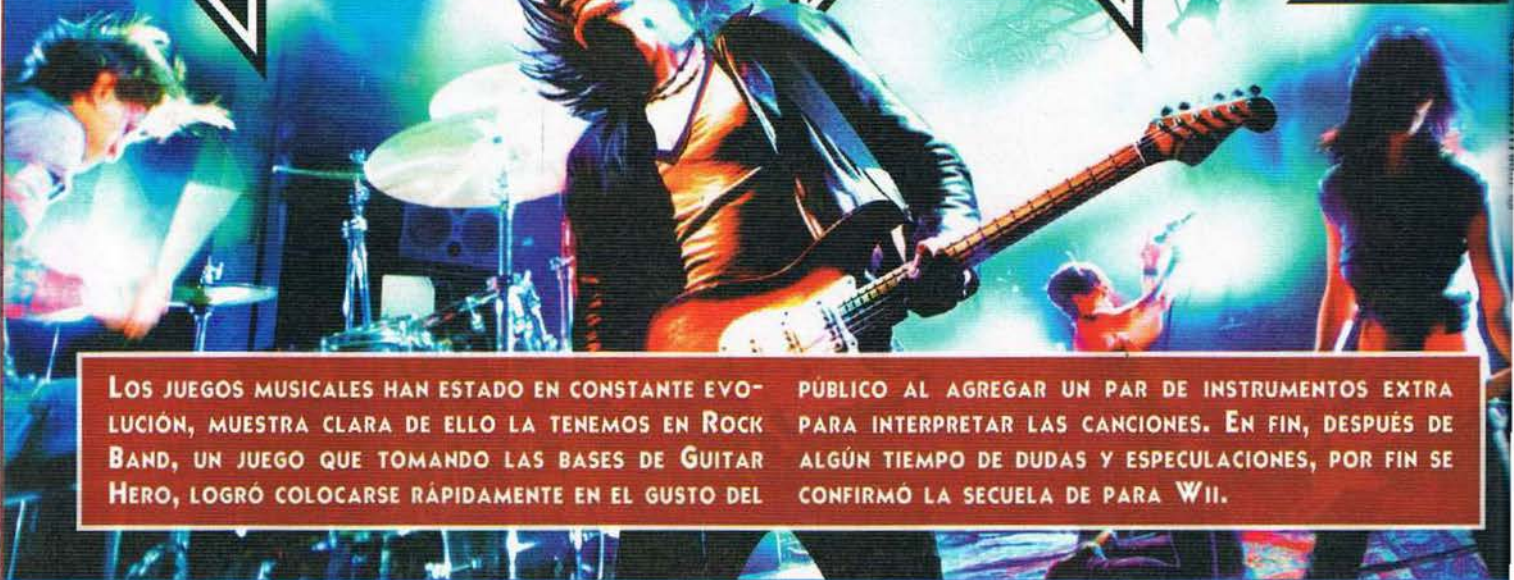 LOS JUEGOS MUSICALES HAN ESTADO EN CONSTANTE EVO-
LUCIÓN, MUESTRA CLARA DE ELLO LA TENEMOS EN ROCK
BAND, UN JUEGO QUE TOMANDO LAS BASES DE GUITAR
HERO, LOGRÓ COLOCARSE RÁPIDAMENTE EN EL GUSTO DEL
PÚBLICO AL AGREGAR UN PAR DE INSTRUMENTOS EXTRA
PARA INTERPRETAR LAS CANCIONES. EN FIN, DESPUÉS DE
ALGÚN TIEMPO DE DUDAS Y ESPECULACIONES, POR FIN SE
CONFIRMÓ LA SECUELA DE PARA WII.